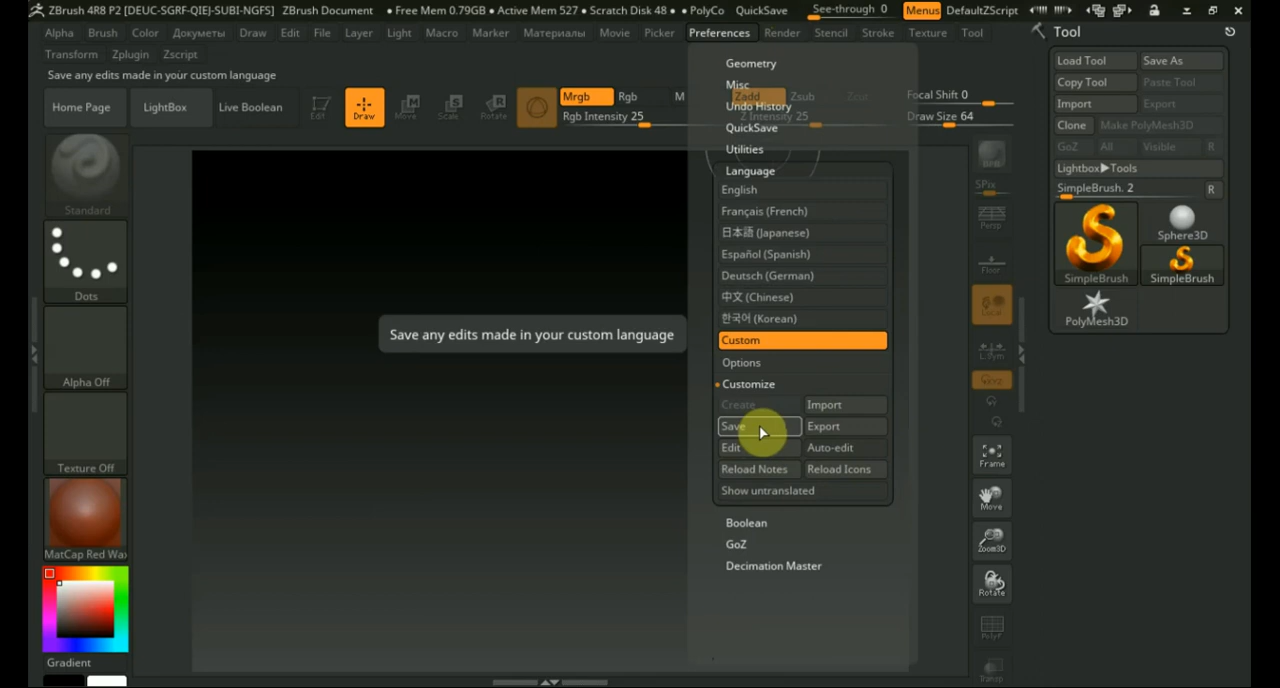 ZBrush 4R8 P2 [DEUC-SGRF-QIEJ-SUBI-NGFS] ZBrush Document • Free Mem 0.79GB • Active Mem 527 • Scratch Disk 48 • • PolyCo QuickSave See-through 0 Menus DefaultZScript
Alpha Brush Color Докуметы Draw Edit File Layer Light Macro Marker Материалы Movie Picker Preferences Render Stencil Stroke Texture Tool
Transform Zplugin Zscript
Save any edits made in your custom language
Home Page LightBox Live Boolean
Edit Draw Move Scale Rotate
Mrgb Rgb M Zadd Zsub Zcut
Rgb Intensity 25 Z Intensity 25
Focal Shift 0
Draw Size 64
Standard
Dots
Alpha Off
Texture Off
MatCap Red Wax
Gradient
Save any edits made in your custom language
Geometry
Misc
Undo History
QuickSave
Utilities
Language
English
Français (French)
日本語 (Japanese)
Español (Spanish)
Deutsch (German)
中文 (Chinese)
한국어 (Korean)
Custom
Options
Customize
Create Import
Save Export
Edit Auto-edit
Reload Notes Reload Icons
Show untranslated
Boolean
GoZ
Decimation Master
BPR
SPix
Persp
Floor
Local
L.Sym
Frame
Move
Zoom3D
Rotate
PolyF
Transp
Tool
Load Tool Save As
Copy Tool Paste Tool
Import Export
Clone Make PolyMesh3D
GoZ All Visible R
Lightbox▶Tools
SimpleBrush. 2 R
SimpleBrush
Sphere3D
SimpleBrush
PolyMesh3D